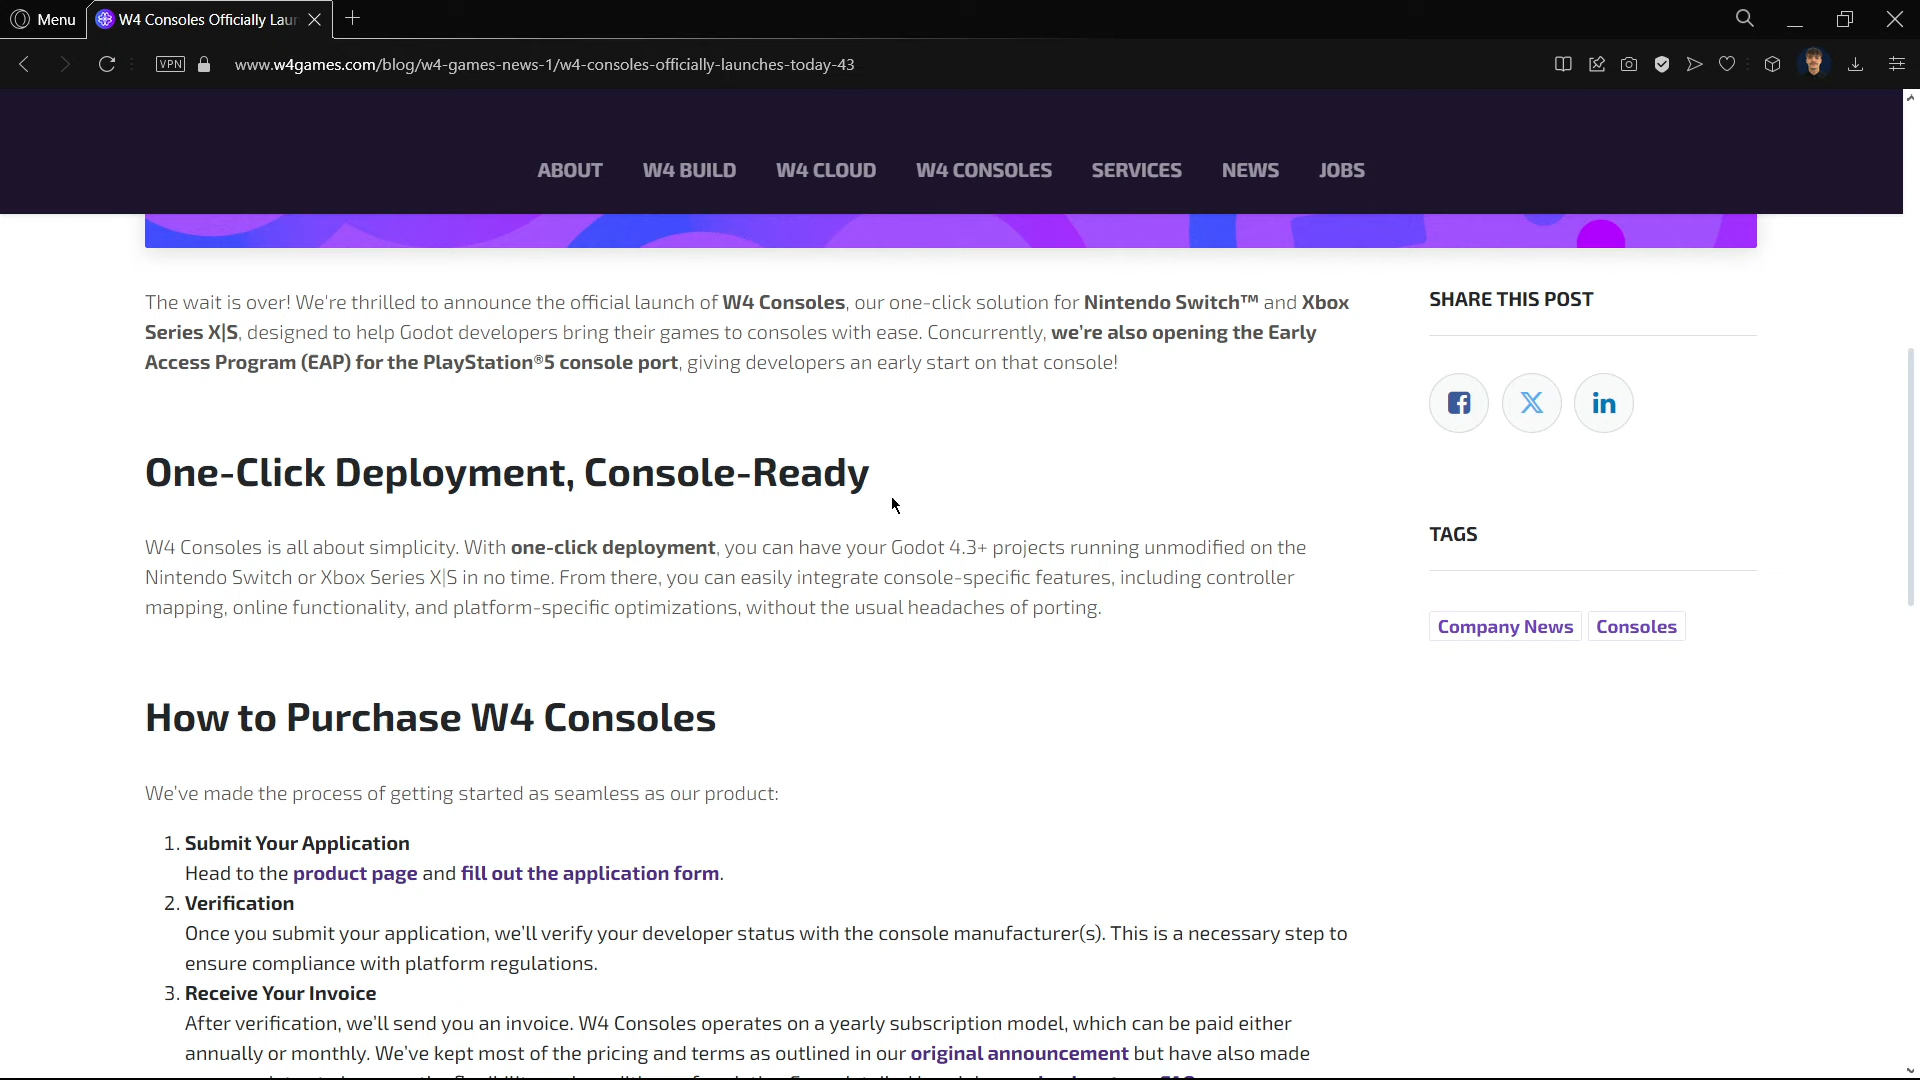 Menu
W4 Consoles Officially Lau
VPN
www.w4games.com/blog/w4-games-news-1/w4-consoles-officially-launches-today-43
ABOUT W4 BUILD W4 CLOUD W4 CONSOLES SERVICES NEWS JOBS
The wait is over! We're thrilled to announce the official launch of W4 Consoles, our one-click solution for Nintendo Switch™ and Xbox
Series X|S, designed to help Godot developers bring their games to consoles with ease. Concurrently, we're also opening the Early
Access Program (EAP) for the PlayStation®5 console port, giving developers an early start on that console!
One-Click Deployment, Console-Ready
W4 Consoles is all about simplicity. With one-click deployment, you can have your Godot 4.3+ projects running unmodified on the
Nintendo Switch or Xbox Series X|S in no time. From there, you can easily integrate console-specific features, including controller
mapping, online functionality, and platform-specific optimizations, without the usual headaches of porting.
How to Purchase W4 Consoles
We've made the process of getting started as seamless as our product:
1. Submit Your Application
Head to the product page and fill out the application form.
2. Verification
Once you submit your application, we'll verify your developer status with the console manufacturer(s). This is a necessary step to
ensure compliance with platform regulations.
3. Receive Your Invoice
After verification, we'll send you an invoice. W4 Consoles operates on a yearly subscription model, which can be paid either
annually or monthly. We've kept most of the pricing and terms as outlined in our original announcement but have also made
SHARE THIS POST
TAGS
Company News Consoles